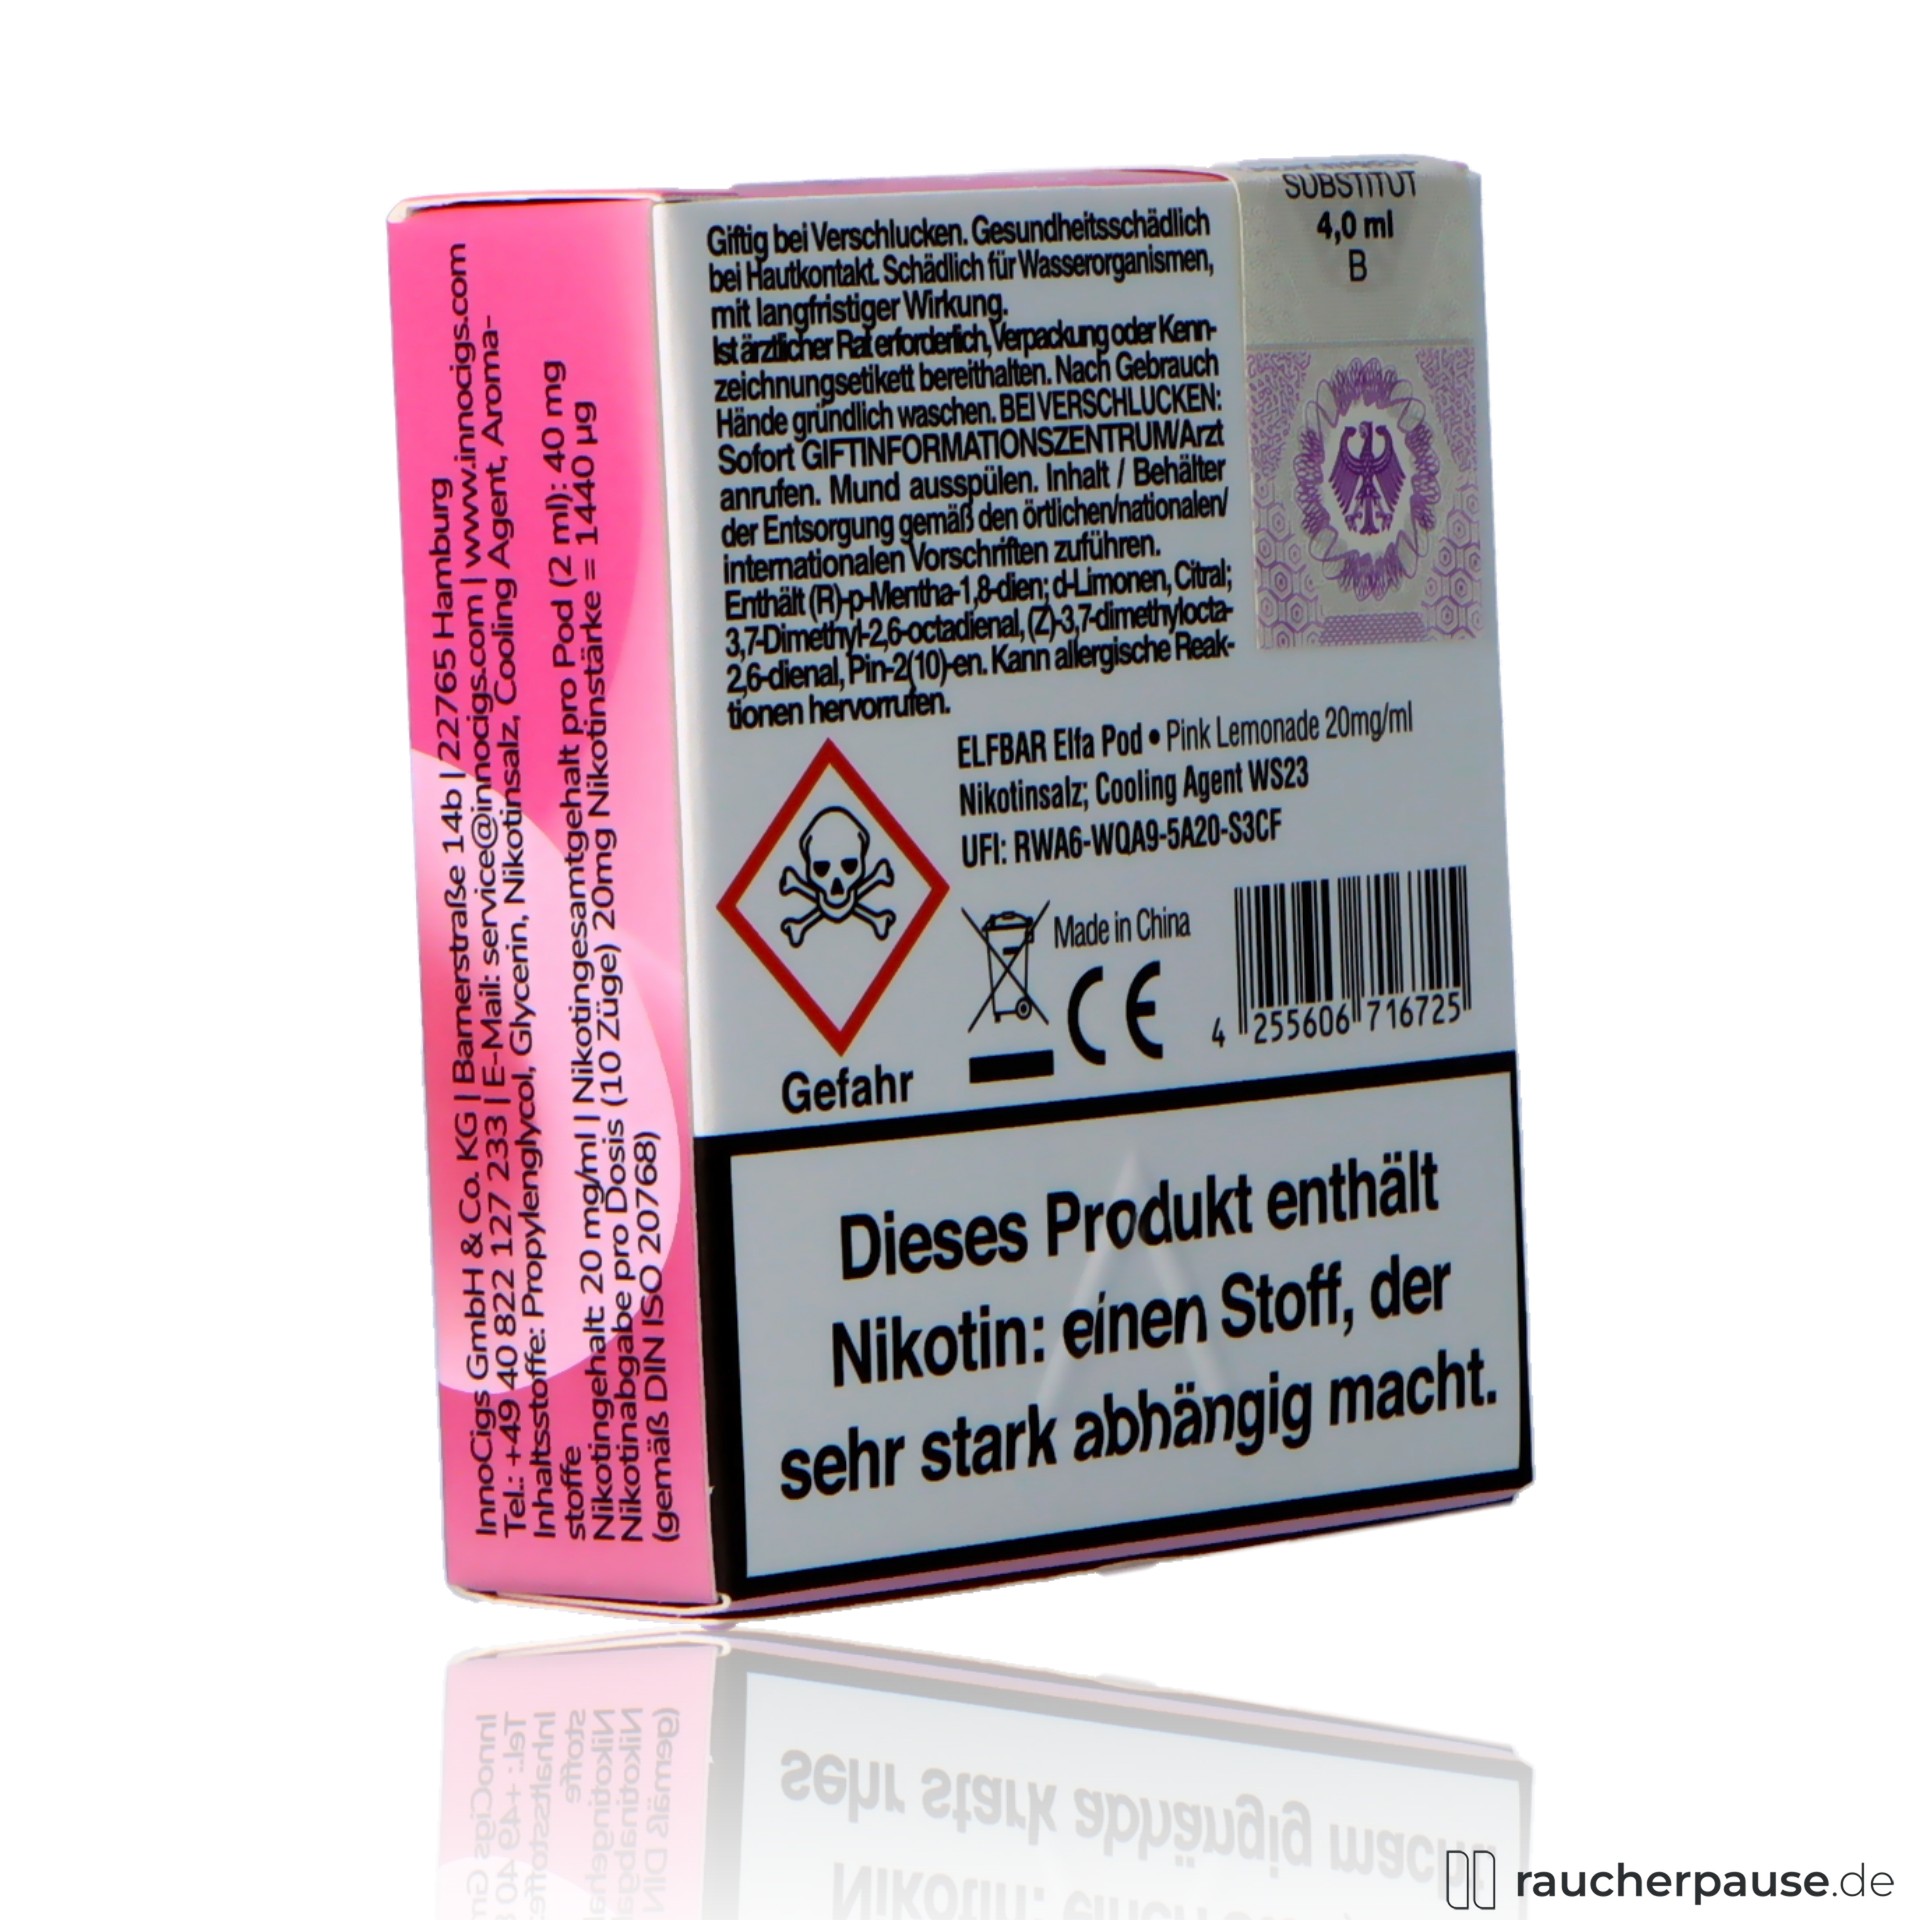 InnoCigs GmbH & Co. KG | Barnerstraße 14b | 22765 Hamburg
Tel.: +49 40 822 127 233 | E-Mail: service@innocigs.com | www.innocigs.com
Inhaltsstoffe: Propylenglycol, Glycerin, Nikotinsalz, Cooling Agent, Aroma-
stoffe
Nikotingehalt: 20 mg/ml | Nikotingesamtgehalt pro Pod (2 ml): 40 mg
Nikotinabgabe pro Dosis (10 Züge) 20mg Nikotinstärke = 1440 µg
(gemäß DIN ISO 20768)
Giftig bei Verschlucken. Gesundheitsschädlich
bei Hautkontakt. Schädlich für Wasserorganismen,
mit langfristiger Wirkung.
Ist ärztlicher Rat erforderlich, Verpackung oder Kenn-
zeichnungsetikett bereithalten. Nach Gebrauch
Hände gründlich waschen. BEI VERSCHLUCKEN:
Sofort GIFTINFORMATIONSZENTRUM/Arzt
anrufen. Mund ausspülen. Inhalt / Behälter
der Entsorgung gemäß den örtlichen/nationalen/
internationalen Vorschriften zuführen.
Enthält (R)-p-Mentha-1,8-dien; d-Limonen, Citral;
3,7-Dimethyl-2,6-octadienal, (Z)-3,7-dimethylocta-
2,6-dienal, Pin-2(10)-en. Kann allergische Reak-
tionen hervorrufen.
SUBSTITUT
4,0 ml
B
ELFBAR Elfa Pod • Pink Lemonade 20mg/ml
Nikotinsalz; Cooling Agent WS23
UFI: RWA6-WQA9-5A20-S3CF
Made in China
CE
4 255606 716725
Gefahr
Dieses Produkt enthält
Nikotin: einen Stoff, der
sehr stark abhängig macht.
raucherpause.de